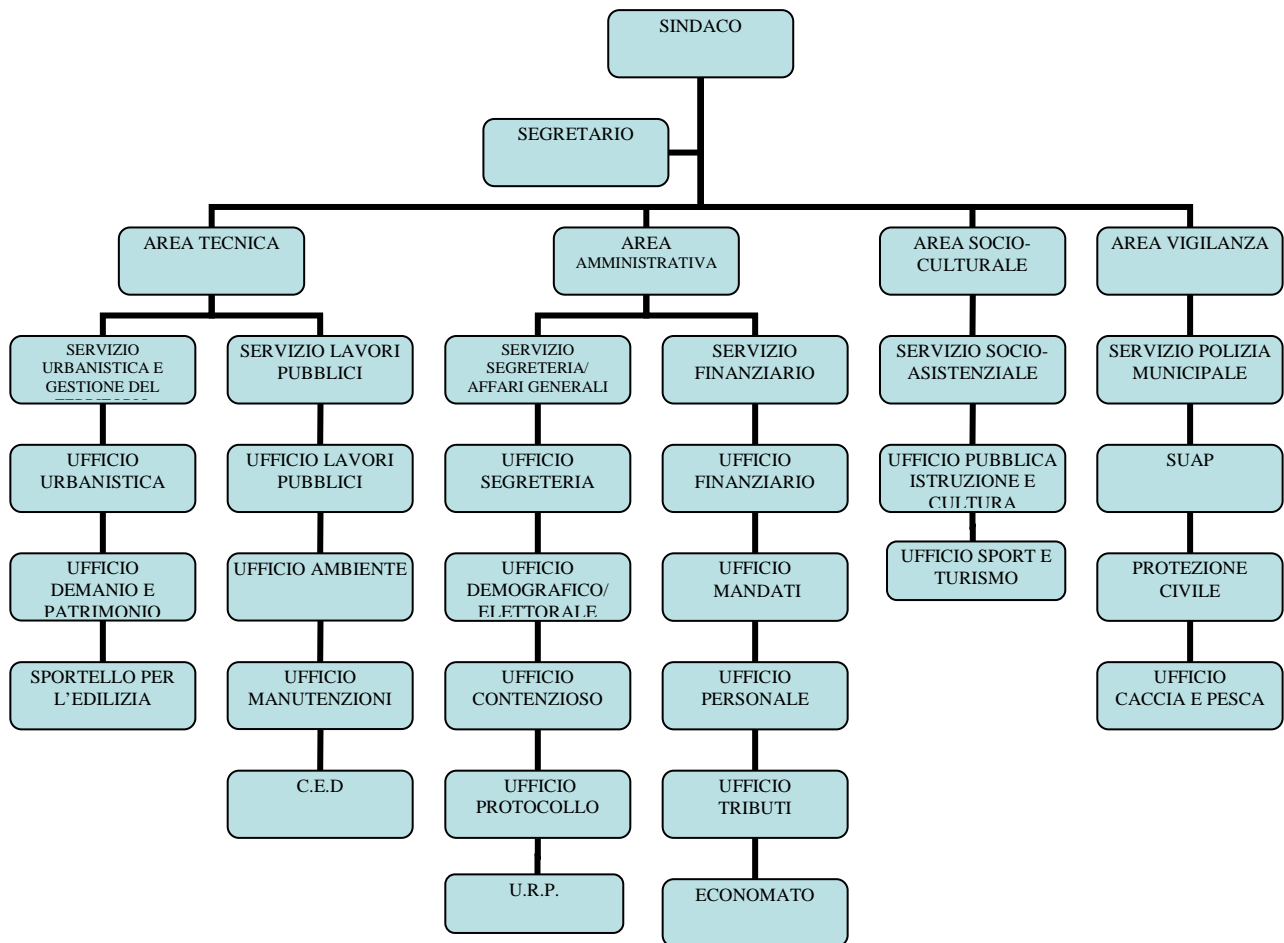 SINDACO
SEGRETARIO
AREA TECNICA
AREA
AMMINISTRATIVA
AREA SOCIO-
CULTURALE
AREA VIGILANZA
SERVIZIO
URBANISTICA E
GESTIONE DEL
SERVIZIO LAVORI
PUBBLICI
SERVIZIO
SEGRETERIA/
AFFARI GENERALI
SERVIZIO
FINANZIARIO
SERVIZIO SOCIO-
ASISTENZIALE
SERVIZIO POLIZIA
MUNICIPALE
UFFICIO
URBANISTICA
UFFICIO LAVORI
PUBBLICI
UFFICIO
SEGRETERIA
UFFICIO
FINANZIARIO
UFFICIO PUBBLICA
ISTRUZIONE E
CULTURA
SUAP
UFFICIO
DEMANIO E
PATRIMONIO
UFFICIO AMBIENTE
UFFICIO
DEMOGRAFICO/
ELETTORALE
UFFICIO
MANDATI
UFFICIO SPORT E
TURISMO
PROTEZIONE
CIVILE
SPORTELLO PER
L'EDILIZIA
UFFICIO
MANUTENZIONI
UFFICIO
CONTENZIOSO
UFFICIO
PERSONALE
UFFICIO
CACCIA E PESCA
C.E.D
UFFICIO
PROTOCOLLO
UFFICIO
TRIBUTI
U.R.P.
ECONOMATO